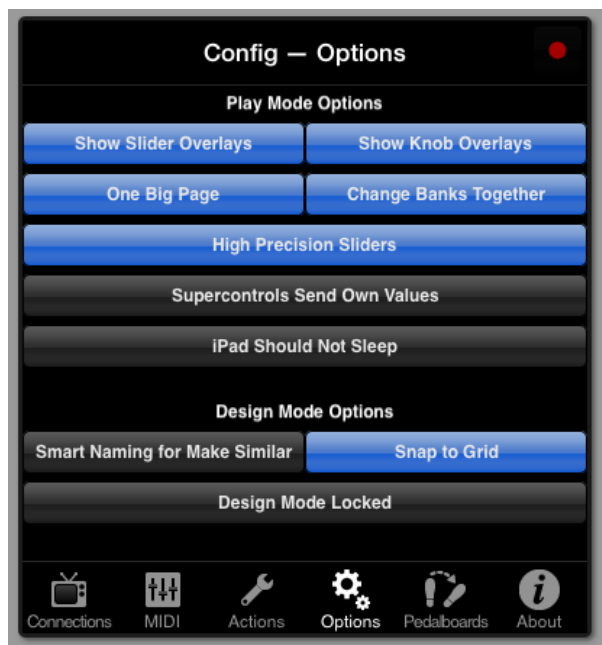 Config — Options
Play Mode Options
Show Slider Overlays
Show Knob Overlays
One Big Page
Change Banks Together
High Precision Sliders
Supercontrols Send Own Values
iPad Should Not Sleep
Design Mode Options
Smart Naming for Make Similar
Snap to Grid
Design Mode Locked
Connections
MIDI
Actions
Options
Pedalboards
About